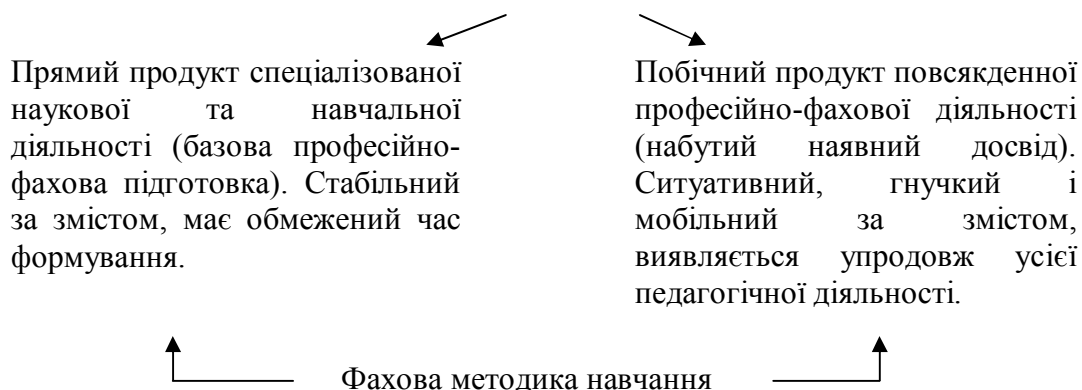 Прямий продукт спеціалізованої
наукової та навчальної
діяльності (базова професійно-
фахова підготовка). Стабільний
за змістом, має обмежений час
формування.
Побічний продукт повсякденної
професійно-фахової діяльності
(набутий наявний досвід).
Ситуативний, гнучкий і
мобільний за змістом,
виявляється упродовж усієї
педагогічної діяльності.
Фахова методика навчання